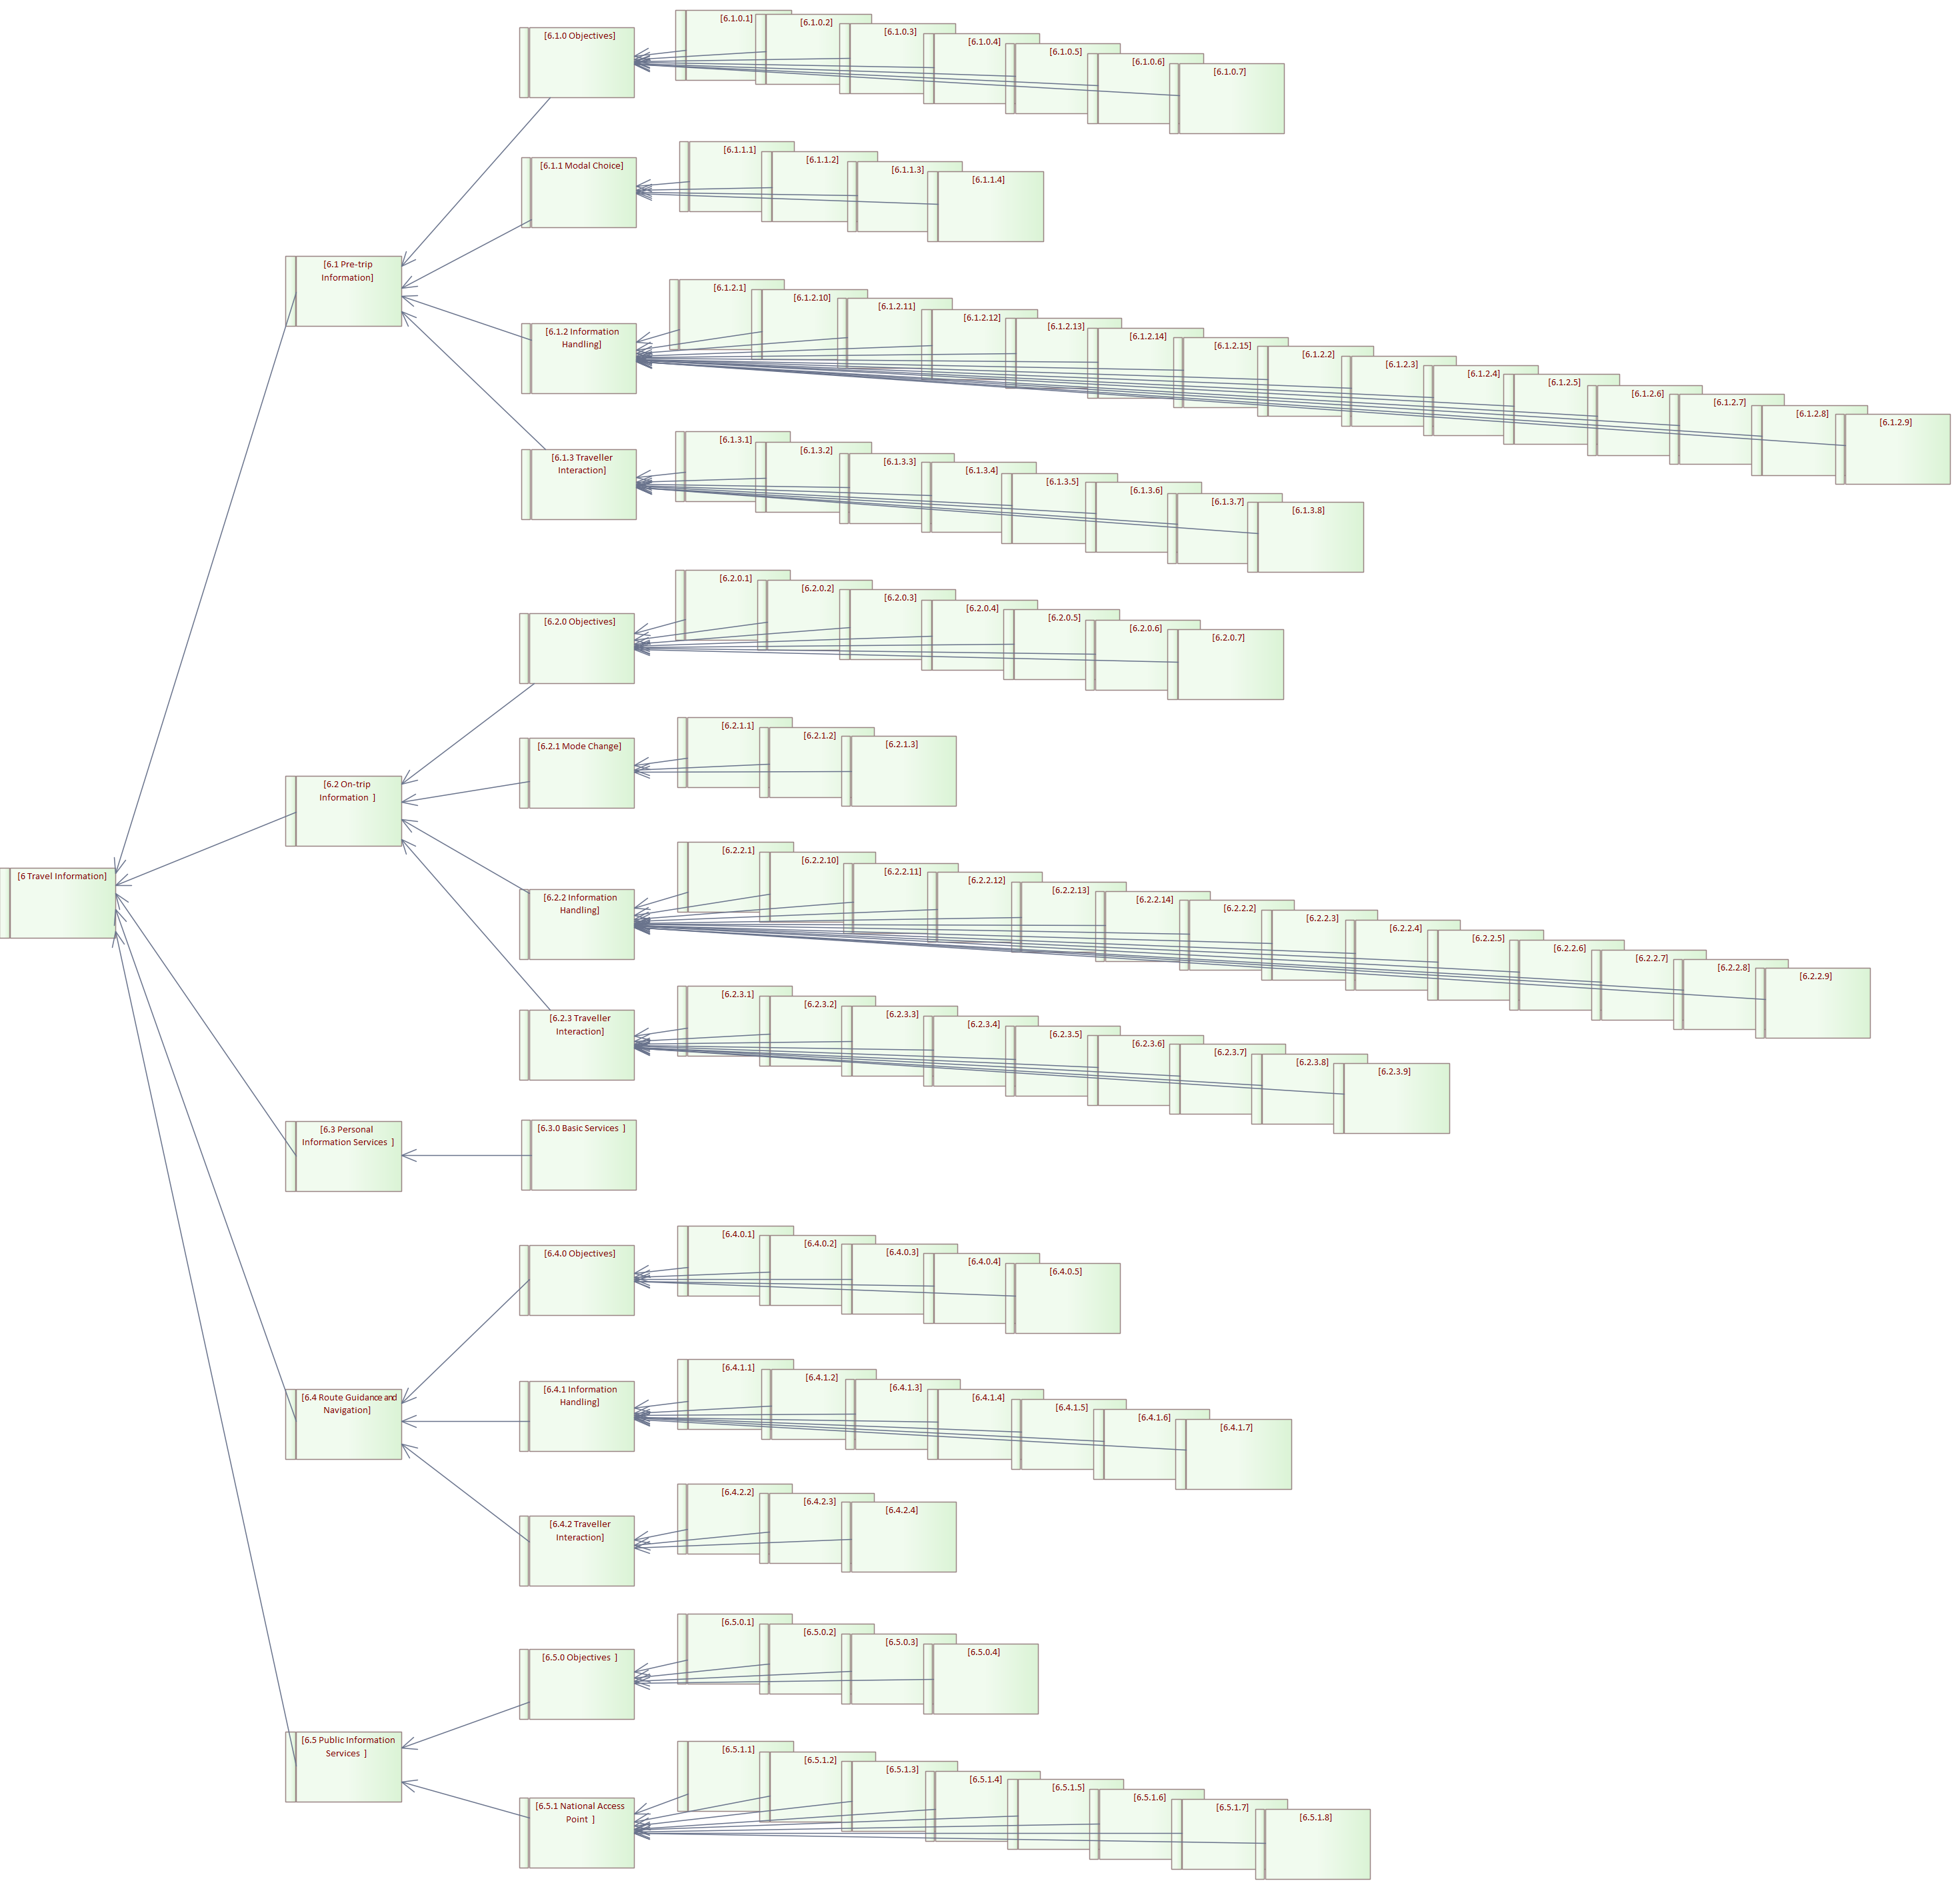 [6.1.0 Objectives]
[6.1.0.1]
[6.1.0.2]
[6.1.0.3]
[6.1.0.4]
[6.1.0.5]
[6.1.0.6]
[6.1.0.7]
[6.1.1 Modal Choice]
[6.1.1.1]
[6.1.1.2]
[6.1.1.3]
[6.1.1.4]
[6.1 Pre-trip
Information]
[6.1.2 Information
Handling]
[6.1.2.1]
[6.1.2.10]
[6.1.2.11]
[6.1.2.12]
[6.1.2.13]
[6.1.2.14]
[6.1.2.15]
[6.1.2.2]
[6.1.2.3]
[6.1.2.4]
[6.1.2.5]
[6.1.2.6]
[6.1.2.7]
[6.1.2.8]
[6.1.2.9]
[6.1.3 Traveller
Interaction]
[6.1.3.1]
[6.1.3.2]
[6.1.3.3]
[6.1.3.4]
[6.1.3.5]
[6.1.3.6]
[6.1.3.7]
[6.1.3.8]
[6.2.0 Objectives]
[6.2.0.1]
[6.2.0.2]
[6.2.0.3]
[6.2.0.4]
[6.2.0.5]
[6.2.0.6]
[6.2.0.7]
[6.2.1 Mode Change]
[6.2.1.1]
[6.2.1.2]
[6.2.1.3]
[6.2 On-trip
Information ]
[6 Travel Information]
[6.2.2 Information
Handling]
[6.2.2.1]
[6.2.2.10]
[6.2.2.11]
[6.2.2.12]
[6.2.2.13]
[6.2.2.14]
[6.2.2.2]
[6.2.2.3]
[6.2.2.4]
[6.2.2.5]
[6.2.2.6]
[6.2.2.7]
[6.2.2.8]
[6.2.2.9]
[6.2.3 Traveller
Interaction]
[6.2.3.1]
[6.2.3.2]
[6.2.3.3]
[6.2.3.4]
[6.2.3.5]
[6.2.3.6]
[6.2.3.7]
[6.2.3.8]
[6.2.3.9]
[6.3 Personal
Information Services ]
[6.3.0 Basic Services ]
[6.4.0 Objectives]
[6.4.0.1]
[6.4.0.2]
[6.4.0.3]
[6.4.0.4]
[6.4.0.5]
[6.4 Route Guidance and
Navigation]
[6.4.1 Information
Handling]
[6.4.1.1]
[6.4.1.2]
[6.4.1.3]
[6.4.1.4]
[6.4.1.5]
[6.4.1.6]
[6.4.1.7]
[6.4.2 Traveller
Interaction]
[6.4.2.2]
[6.4.2.3]
[6.4.2.4]
[6.5.0 Objectives ]
[6.5.0.1]
[6.5.0.2]
[6.5.0.3]
[6.5.0.4]
[6.5 Public Information
Services ]
[6.5.1 National Access
Point ]
[6.5.1.1]
[6.5.1.2]
[6.5.1.3]
[6.5.1.4]
[6.5.1.5]
[6.5.1.6]
[6.5.1.7]
[6.5.1.8]